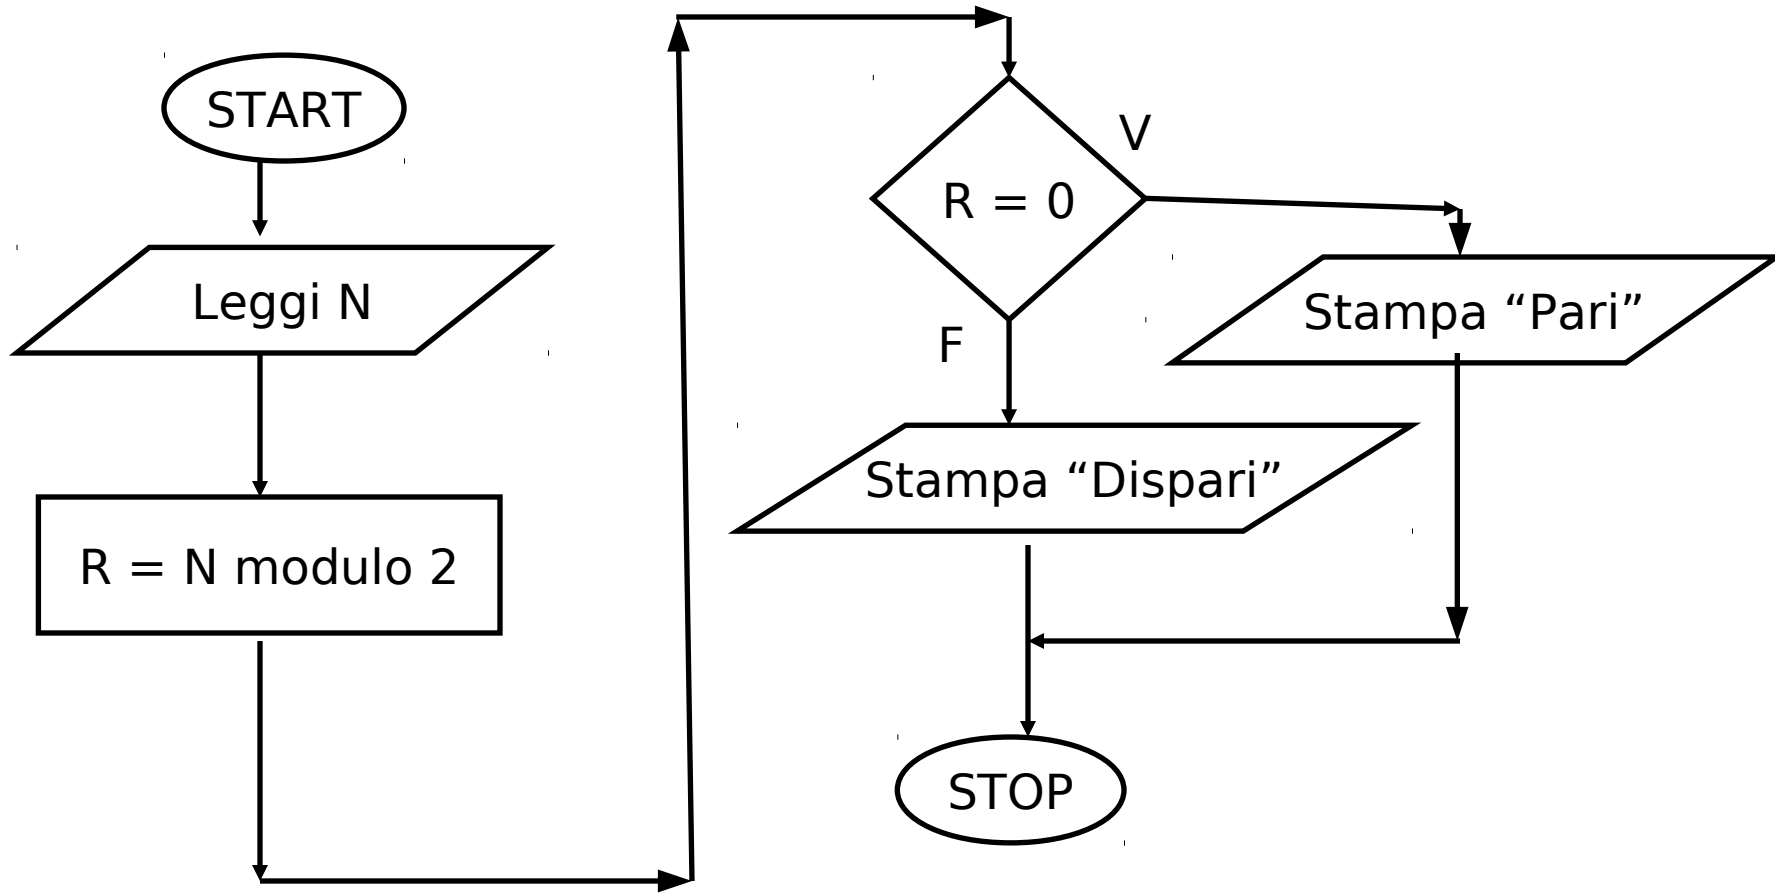 START
Leggi N
R = N modulo 2
R = 0
V
F
Stampa “Pari”
Stampa “Dispari”
STOP